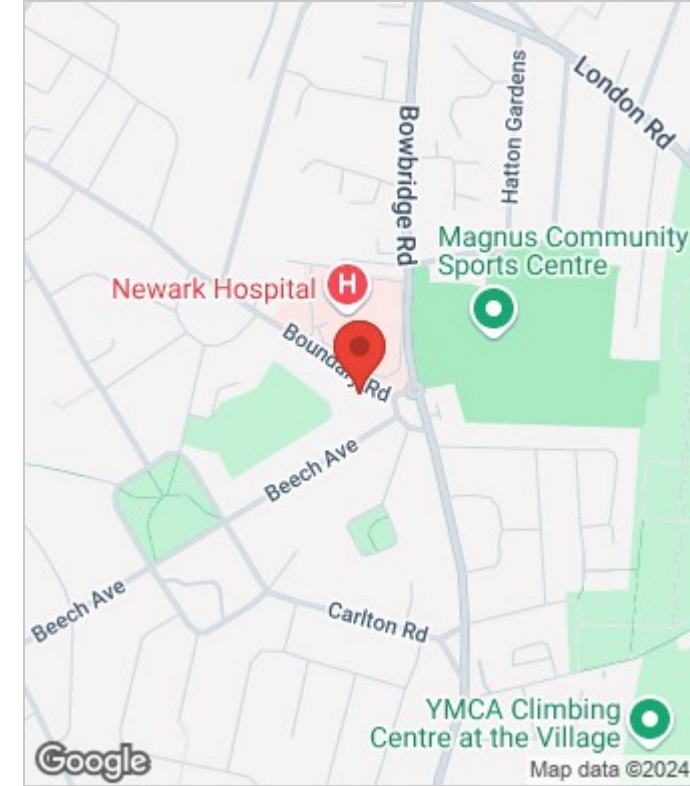 London Rd
Hatton Gardens
Bowbridge Rd
Magnus Community
Sports Centre
Newark Hospital
H
Boundary Rd
Beech Ave
Beech Ave
Carlton Rd
YMCA Climbing
Centre at the Village
Google
Map data ©2024